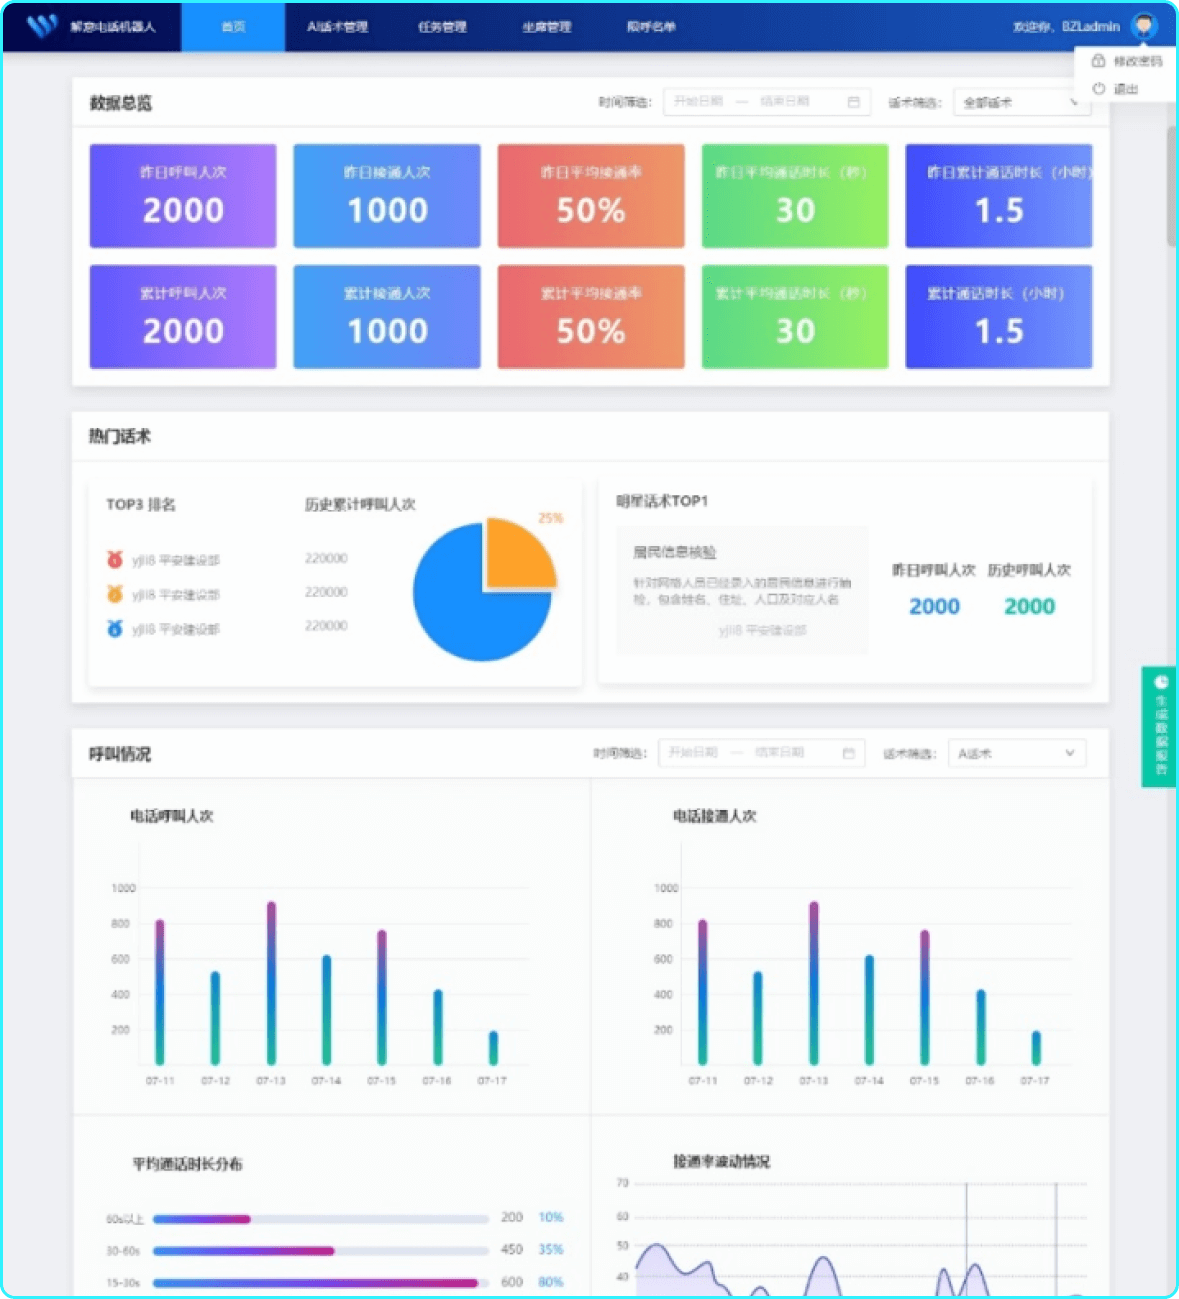 解意电话机器人 首页 AI话术管理 任务管理 坐席管理 限呼名单 欢迎你，BZLadmin
修改密码
退出
数据总览 时间筛选： 开始日期 — 结束日期 话术筛选： 全部话术
昨日呼叫人次 昨日接通人次 昨日平均接通率 昨日平均通话时长（秒） 昨日累计通话时长（小时）
2000 1000 50% 30 1.5
累计呼叫人次 累计接通人次 累计平均接通率 累计平均通话时长（秒） 累计通话时长（小时）
2000 1000 50% 30 1.5
热门话术
TOP3 排名 历史累计呼叫人次
25%
yjli8 平安建设部 220000
yjli8 平安建设部 220000
yjli8 平安建设部 220000
明星话术TOP1
居民信息核验
针对网格人员已经录入的居民信息进行抽
检，包含姓名、住址、人口及对应人名
yjli8 平安建设部
昨日呼叫人次 历史呼叫人次
2000 2000
生成数据报告
呼叫情况 时间筛选： 开始日期 — 结束日期 话术筛选： A话术
电话呼叫人次
1000
800
600
400
200
07-11 07-12 07-13 07-14 07-15 07-16 07-17
电话接通人次
1000
800
600
400
200
07-11 07-12 07-13 07-14 07-15 07-16 07-17
平均通话时长分布
60s以上 200 10%
30-60s 450 35%
15-30s 600 80%
接通率波动情况
70
60
50
40